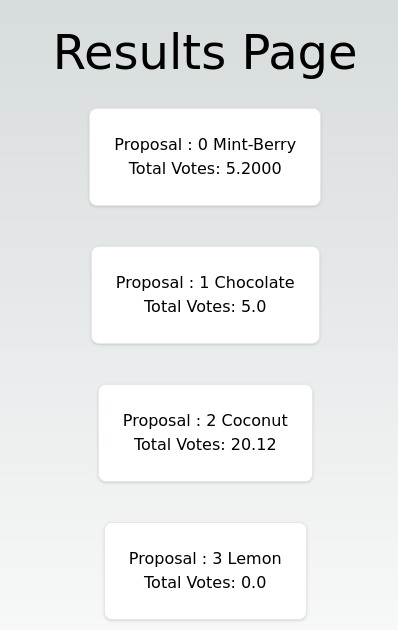 Results Page
Proposal : 0 Mint-Berry
Total Votes: 5.2000
Proposal : 1 Chocolate
Total Votes: 5.0
Proposal : 2 Coconut
Total Votes: 20.12
Proposal : 3 Lemon
Total Votes: 0.0